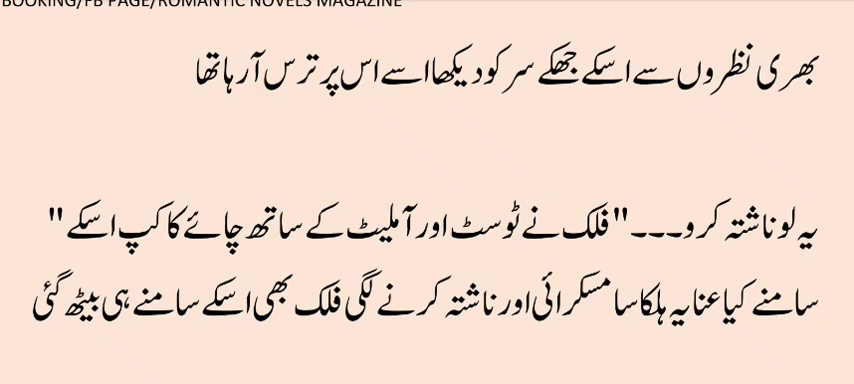 BOOKING/FB PAGE/ROMANTIC NOVELS MAGAZINE
بھری نظروں سے اسکے جھکے سر کو دیکھا اسے اس پر ترس آرہا تھا
یہ لو ناشتہ کرو۔۔۔" فلک نے ٹوسٹ اور آملیٹ کے ساتھ چائے کا کپ اسکے"
سامنے کیا عنایہ ہلکا سا مسکرائی اور ناشتہ کرنے لگی فلک بھی اسکے سامنے ہی بیٹھ گئی